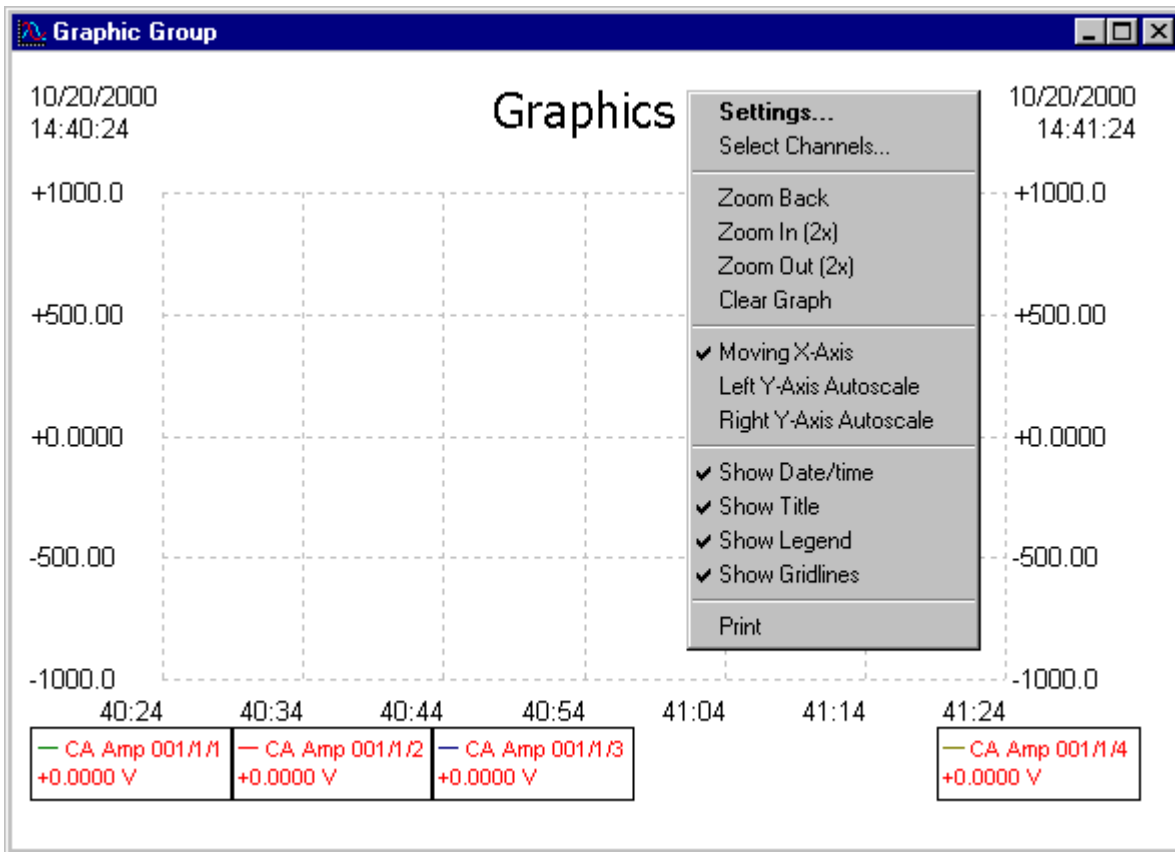 Graphic Group
10/20/2000
14:40:24
Graphics
10/20/2000
14:41:24
Settings...
Select Channels...
Zoom Back
Zoom In (2x)
Zoom Out (2x)
Clear Graph
Moving X-Axis
Left Y-Axis Autoscale
Right Y-Axis Autoscale
Show Date/time
Show Title
Show Legend
Show Gridlines
Print
+1000.0
+500.00
+0.0000
-500.00
-1000.0
+1000.0
+500.00
+0.0000
-500.00
-1000.0
40:24 40:34 40:44 40:54 41:04 41:14 41:24
CA Amp 001/1/1
+0.0000 V
CA Amp 001/1/2
+0.0000 V
CA Amp 001/1/3
+0.0000 V
CA Amp 001/1/4
+0.0000 V